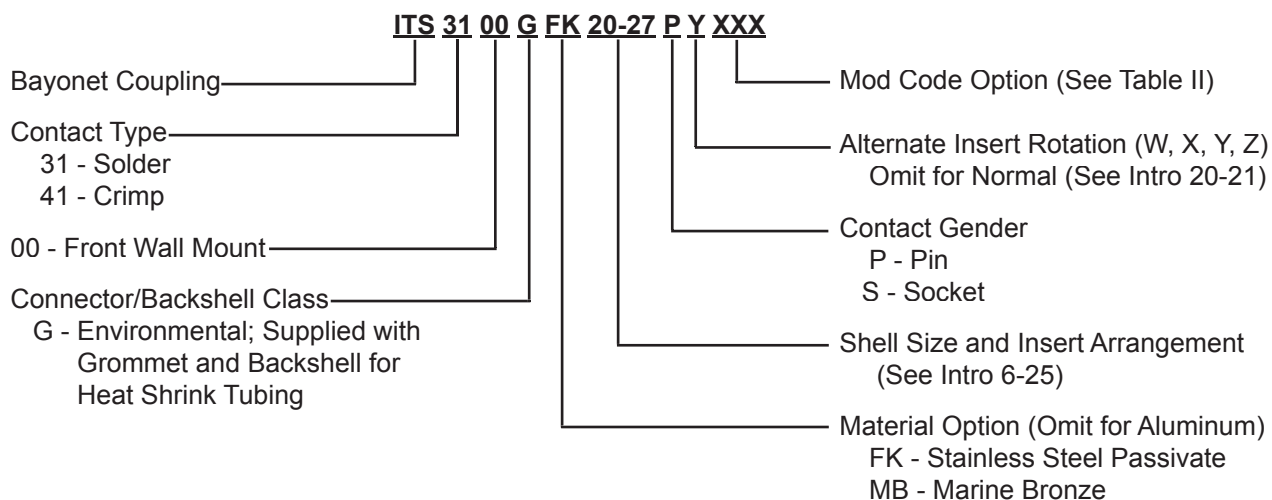 ITS 31 00 G FK 20-27 P Y XXX
Bayonet Coupling
Contact Type
31 - Solder
41 - Crimp
00 - Front Wall Mount
Connector/Backshell Class
G - Environmental; Supplied with
Grommet and Backshell for
Heat Shrink Tubing
Mod Code Option (See Table II)
Alternate Insert Rotation (W, X, Y, Z)
Omit for Normal (See Intro 20-21)
Contact Gender
P - Pin
S - Socket
Shell Size and Insert Arrangement
(See Intro 6-25)
Material Option (Omit for Aluminum)
FK - Stainless Steel Passivate
MB - Marine Bronze